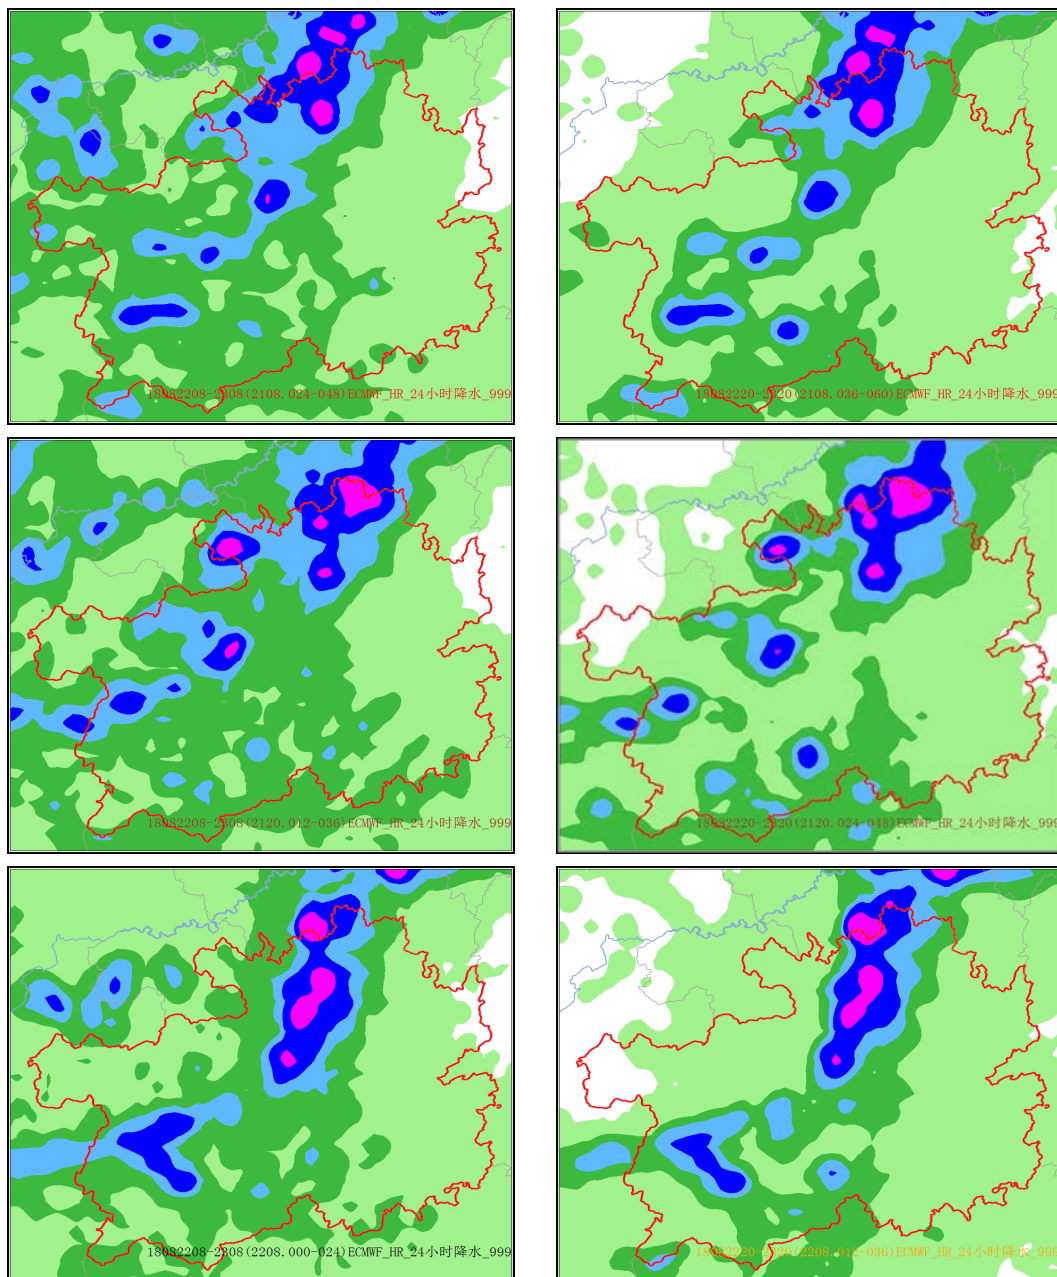 18082208-2308(2108.024-048)ECMWF_HR_24小时降水_999
18082220-2320(2108.036-060)ECMWF_HR_24小时降水_999
18082208-2308(2120.012-036)ECMWF_HR_24小时降水_999
18082220-2320(2120.024-048)ECMWF_HR_24小时降水_999
18082208-2308(2208.000-024)ECMWF_HR_24小时降水_999
18082220-2320(2208.012-036)ECMWF_HR_24小时降水_999